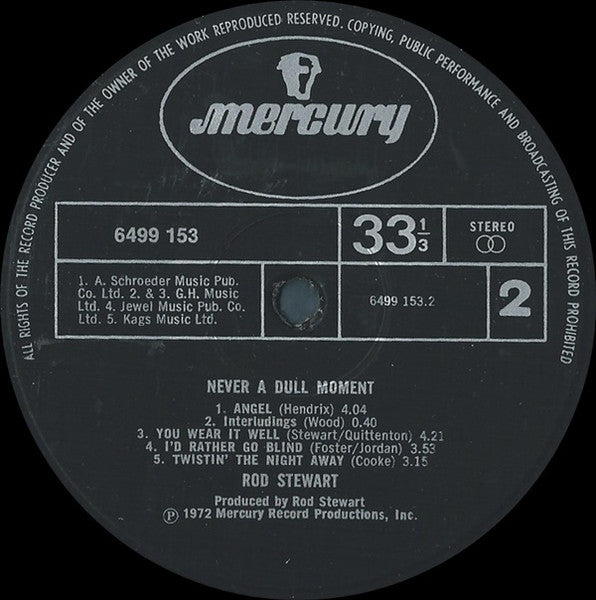 ALL RIGHTS OF THE RECORD PRODUCER AND OF THE OWNER OF THE WORK REPRODUCED RESERVED. COPYING, PUBLIC PERFORMANCE AND BROADCASTING OF THIS RECORD PROHIBITED
mercury
6499 153
33 1/3
STEREO
1. A. Schroeder Music Pub.
Co. Ltd. 2. & 3. G.H. Music
Ltd. 4. Jewel Music Pub. Co.
Ltd. 5. Kags Music Ltd.
6499 153.2
2
NEVER A DULL MOMENT
1. ANGEL (Hendrix) 4.04
2. Interludings (Wood) 0.40
3. YOU WEAR IT WELL (Stewart/Quittenton) 4.21
4. I'D RATHER GO BLIND (Foster/Jordan) 3.53
5. TWISTIN' THE NIGHT AWAY (Cooke) 3.15
ROD STEWART
Produced by Rod Stewart
℗ 1972 Mercury Record Productions, Inc.